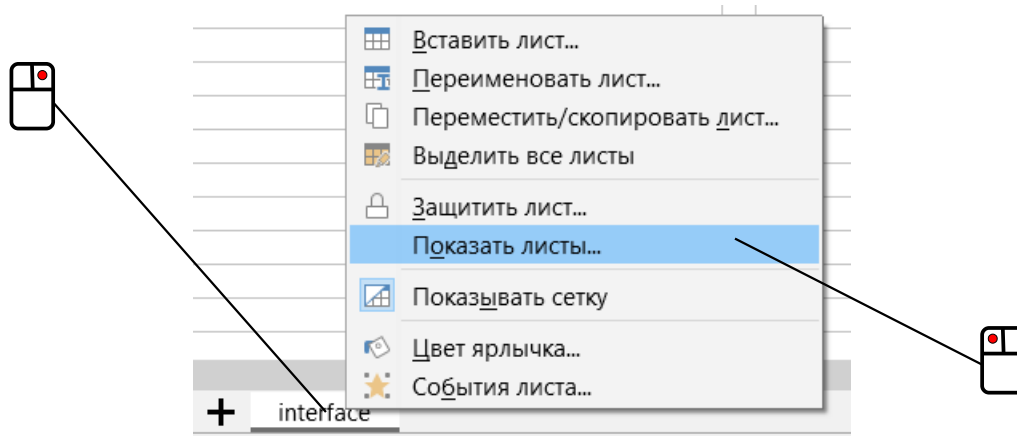 Вставить лист...
Переименовать лист...
Переместить/скопировать лист...
Выделить все листы
Защитить лист...
Показать листы...
Показывать сетку
Цвет ярлычка...
События листа...
interface